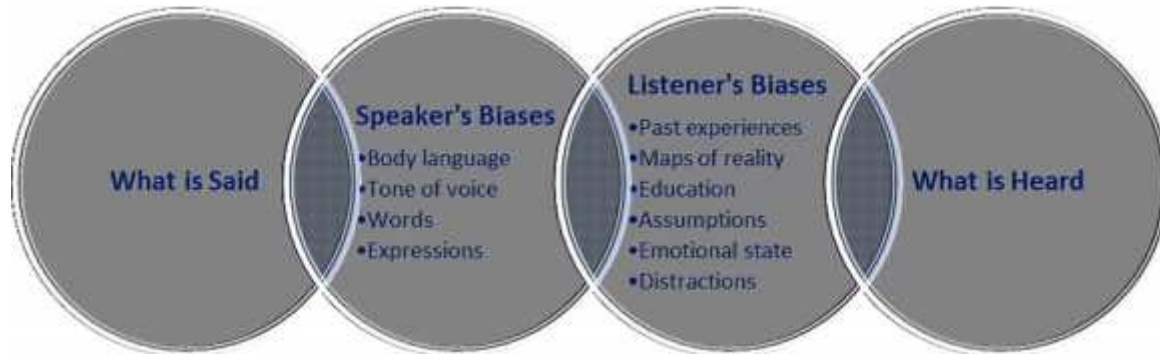 What is Said
Speaker's Biases
•Body language
•Tone of voice
•Words
•Expressions
Listener's Biases
•Past experiences
•Maps of reality
•Education
•Assumptions
•Emotional state
•Distractions
What is Heard